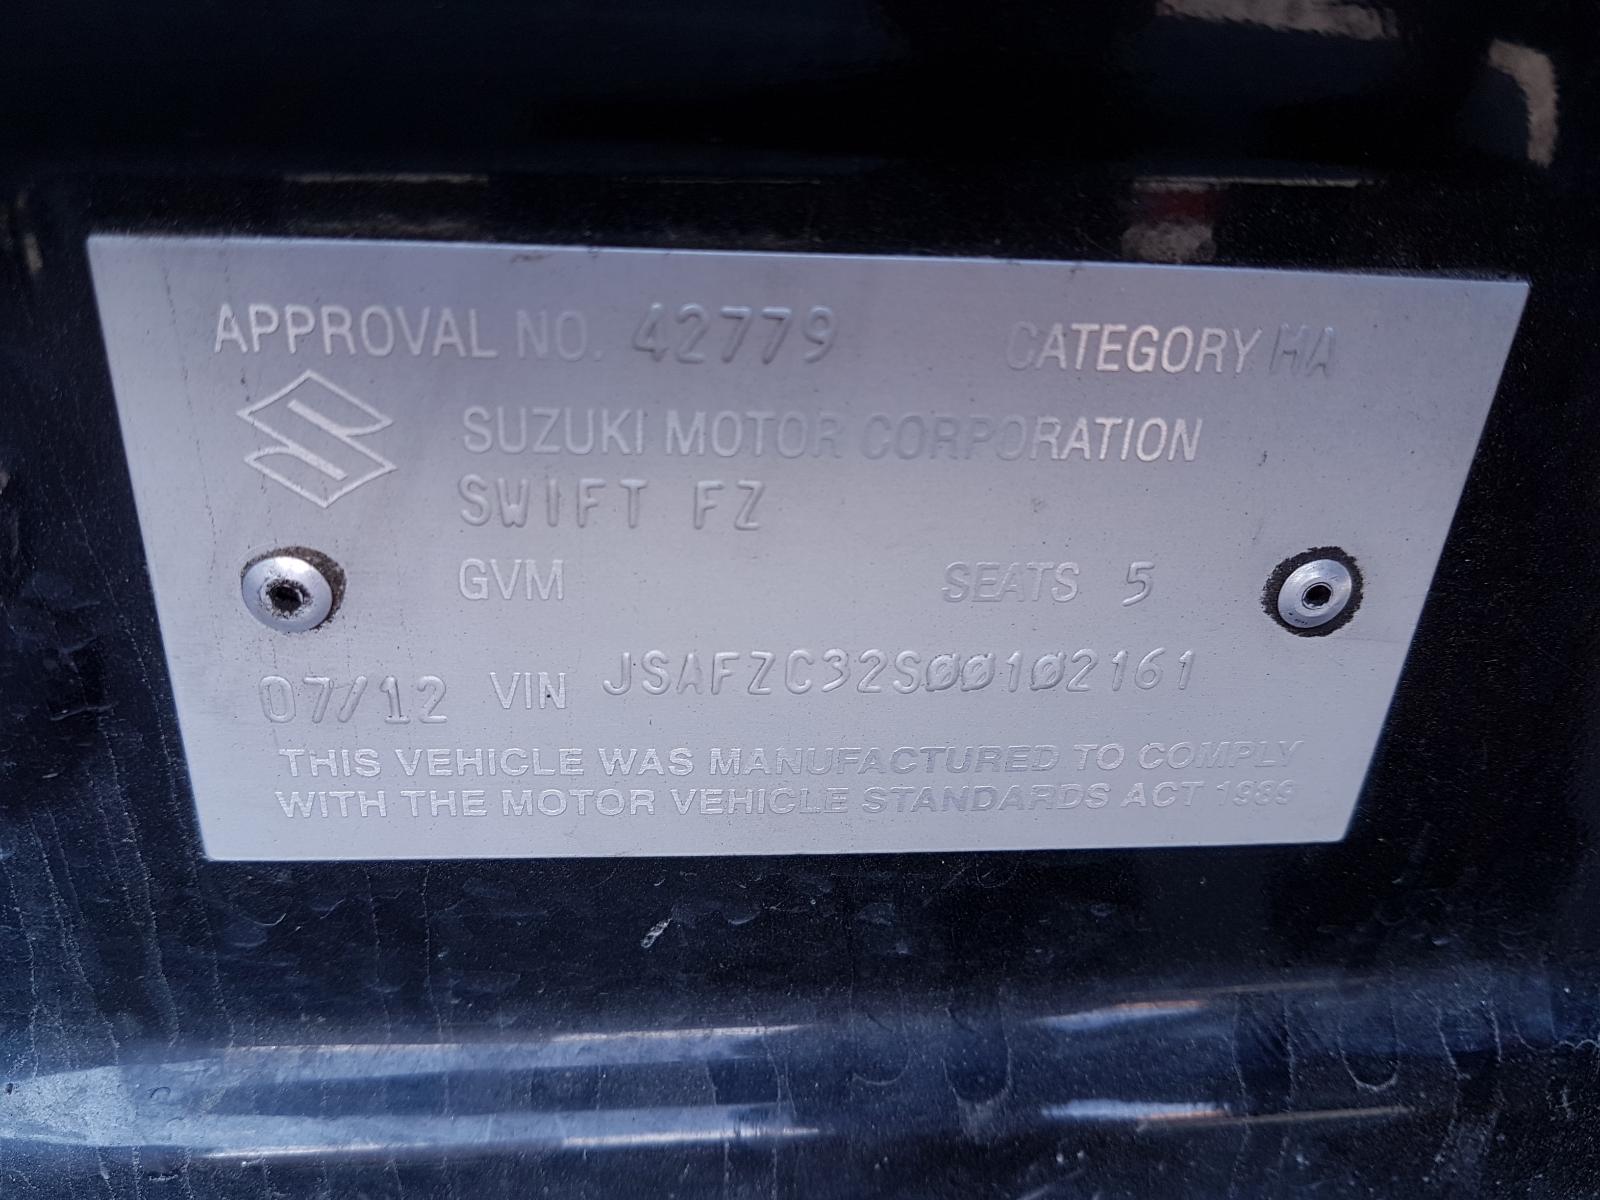 APPROVAL NO. 42779 CATEGORY MA
SUZUKI MOTOR CORPORATION
SWIFT FZ
GVM SEATS 5
07/12 VIN JSAFZC32S00102161
THIS VEHICLE WAS MANUFACTURED TO COMPLY
WITH THE MOTOR VEHICLE STANDARDS ACT 1989